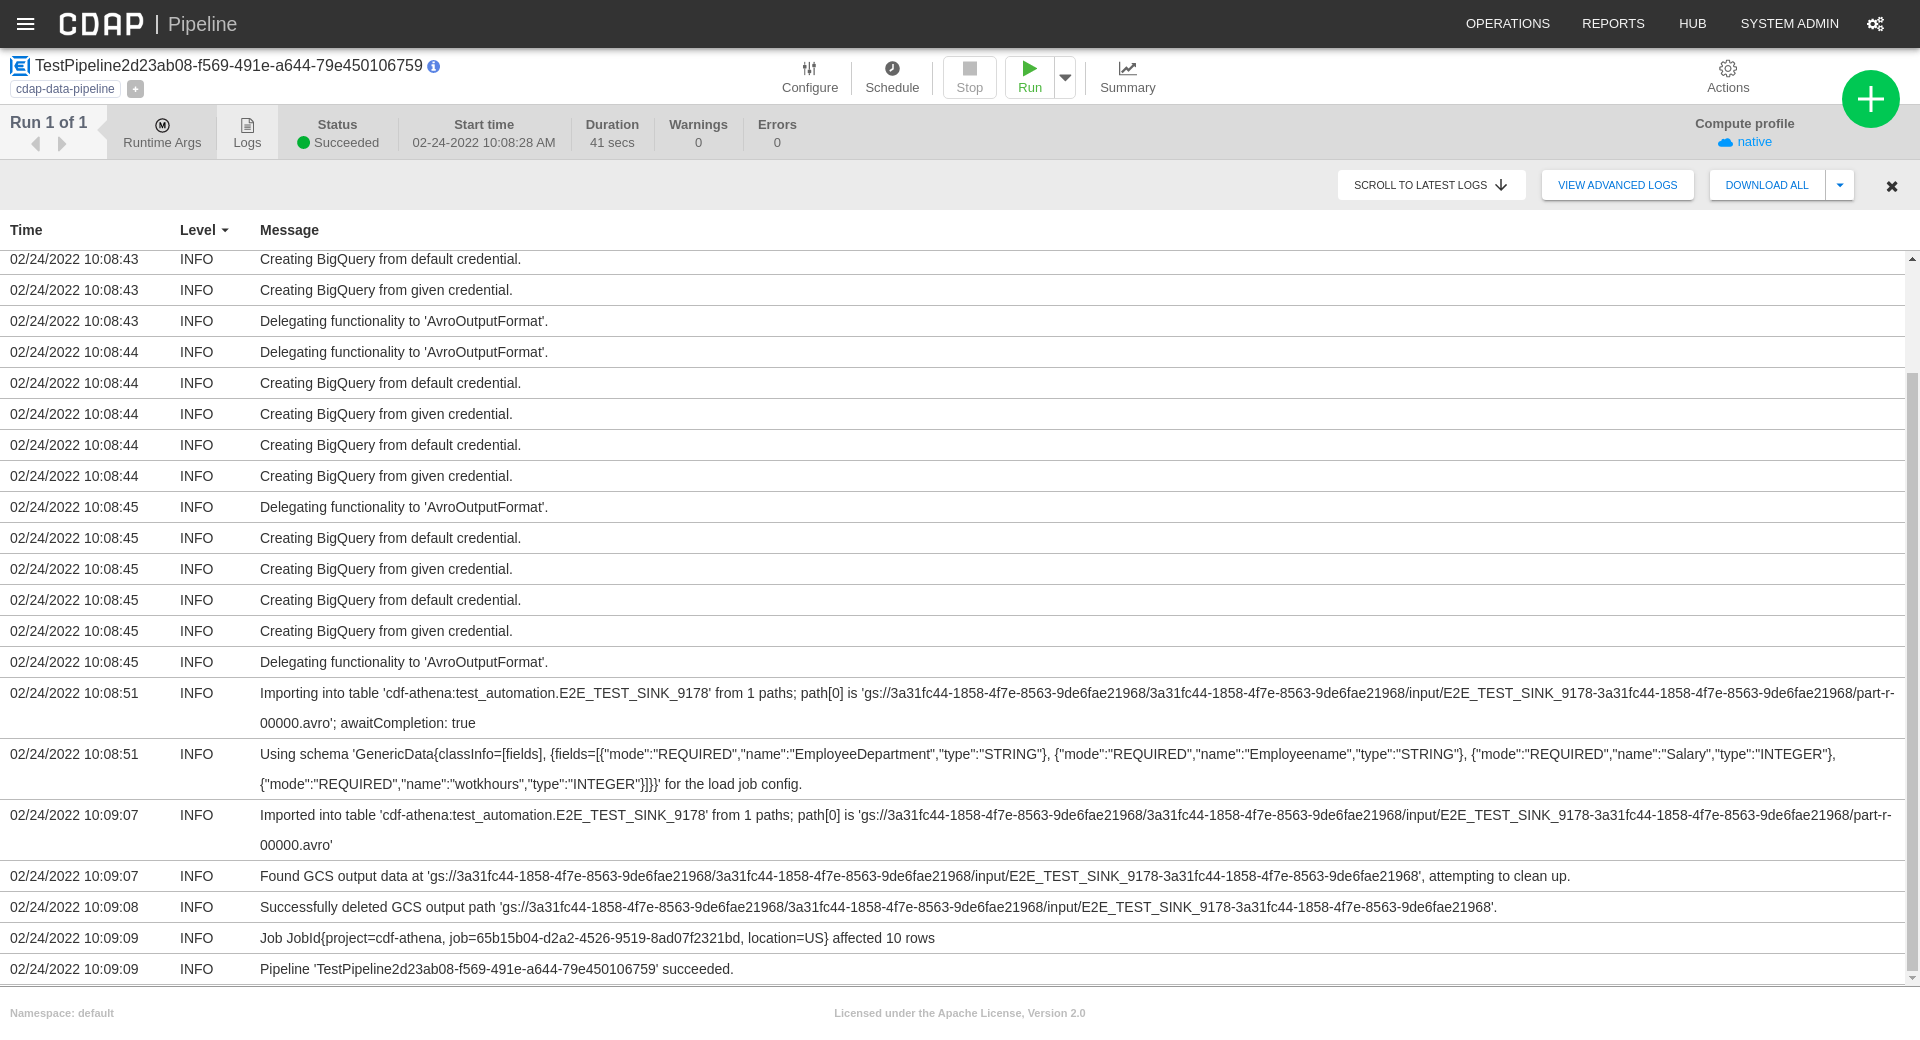 CDAP | Pipeline
OPERATIONS REPORTS HUB SYSTEM ADMIN
TestPipeline2d23ab08-f569-491e-a644-79e450106759
cdap-data-pipeline +
Configure Schedule Stop Run Summary Actions
Run 1 of 1
Runtime Args
Logs
Status
Succeeded
Start time
02-24-2022 10:08:28 AM
Duration
41 secs
Warnings
0
Errors
0
Compute profile
native
SCROLL TO LATEST LOGS VIEW ADVANCED LOGS DOWNLOAD ALL
Time Level Message
02/24/2022 10:08:43 INFO Creating BigQuery from default credential.
02/24/2022 10:08:43 INFO Creating BigQuery from given credential.
02/24/2022 10:08:43 INFO Delegating functionality to 'AvroOutputFormat'.
02/24/2022 10:08:44 INFO Delegating functionality to 'AvroOutputFormat'.
02/24/2022 10:08:44 INFO Creating BigQuery from default credential.
02/24/2022 10:08:44 INFO Creating BigQuery from given credential.
02/24/2022 10:08:44 INFO Creating BigQuery from default credential.
02/24/2022 10:08:44 INFO Creating BigQuery from given credential.
02/24/2022 10:08:45 INFO Delegating functionality to 'AvroOutputFormat'.
02/24/2022 10:08:45 INFO Creating BigQuery from default credential.
02/24/2022 10:08:45 INFO Creating BigQuery from given credential.
02/24/2022 10:08:45 INFO Creating BigQuery from default credential.
02/24/2022 10:08:45 INFO Creating BigQuery from given credential.
02/24/2022 10:08:45 INFO Delegating functionality to 'AvroOutputFormat'.
02/24/2022 10:08:51 INFO Importing into table 'cdf-athena:test_automation.E2E_TEST_SINK_9178' from 1 paths; path[0] is 'gs://3a31fc44-1858-4f7e-8563-9de6fae21968/3a31fc44-1858-4f7e-8563-9de6fae21968/input/E2E_TEST_SINK_9178-3a31fc44-1858-4f7e-8563-9de6fae21968/part-r-
00000.avro'; awaitCompletion: true
02/24/2022 10:08:51 INFO Using schema 'GenericData{classInfo=[fields], {fields=[{"mode":"REQUIRED","name":"EmployeeDepartment","type":"STRING"}, {"mode":"REQUIRED","name":"Employeename","type":"STRING"}, {"mode":"REQUIRED","name":"Salary","type":"INTEGER"},
{"mode":"REQUIRED","name":"wotkhours","type":"INTEGER"}]}}' for the load job config.
02/24/2022 10:09:07 INFO Imported into table 'cdf-athena:test_automation.E2E_TEST_SINK_9178' from 1 paths; path[0] is 'gs://3a31fc44-1858-4f7e-8563-9de6fae21968/3a31fc44-1858-4f7e-8563-9de6fae21968/input/E2E_TEST_SINK_9178-3a31fc44-1858-4f7e-8563-9de6fae21968/part-r-
00000.avro'
02/24/2022 10:09:07 INFO Found GCS output data at 'gs://3a31fc44-1858-4f7e-8563-9de6fae21968/3a31fc44-1858-4f7e-8563-9de6fae21968/input/E2E_TEST_SINK_9178-3a31fc44-1858-4f7e-8563-9de6fae21968', attempting to clean up.
02/24/2022 10:09:08 INFO Successfully deleted GCS output path 'gs://3a31fc44-1858-4f7e-8563-9de6fae21968/3a31fc44-1858-4f7e-8563-9de6fae21968/input/E2E_TEST_SINK_9178-3a31fc44-1858-4f7e-8563-9de6fae21968'.
02/24/2022 10:09:09 INFO Job JobId{project=cdf-athena, job=65b15b04-d2a2-4526-9519-8ad07f2321bd, location=US} affected 10 rows
02/24/2022 10:09:09 INFO Pipeline 'TestPipeline2d23ab08-f569-491e-a644-79e450106759' succeeded.
Namespace: default
Licensed under the Apache License, Version 2.0